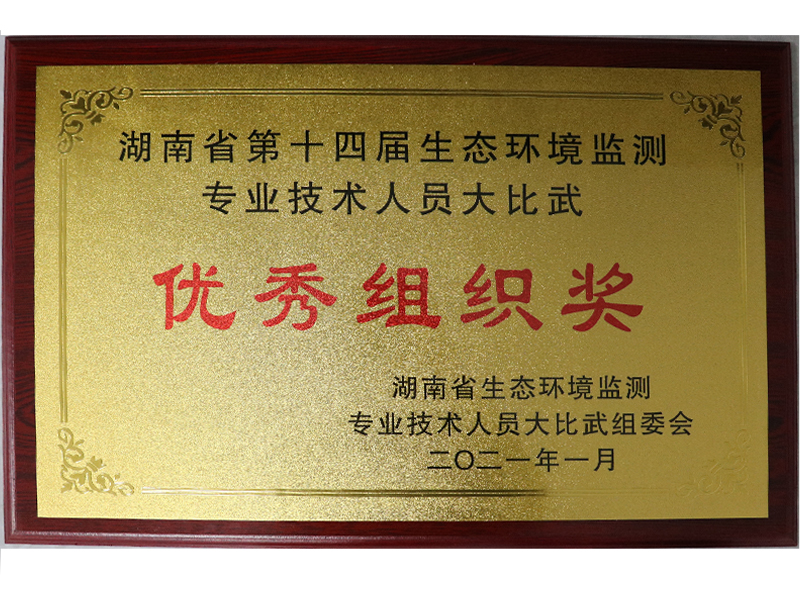 湖南省第十四届生态环境监测
专业技术人员大比武
优秀组织奖
湖南省生态环境监测
专业技术人员大比武组委会
二〇二一年一月